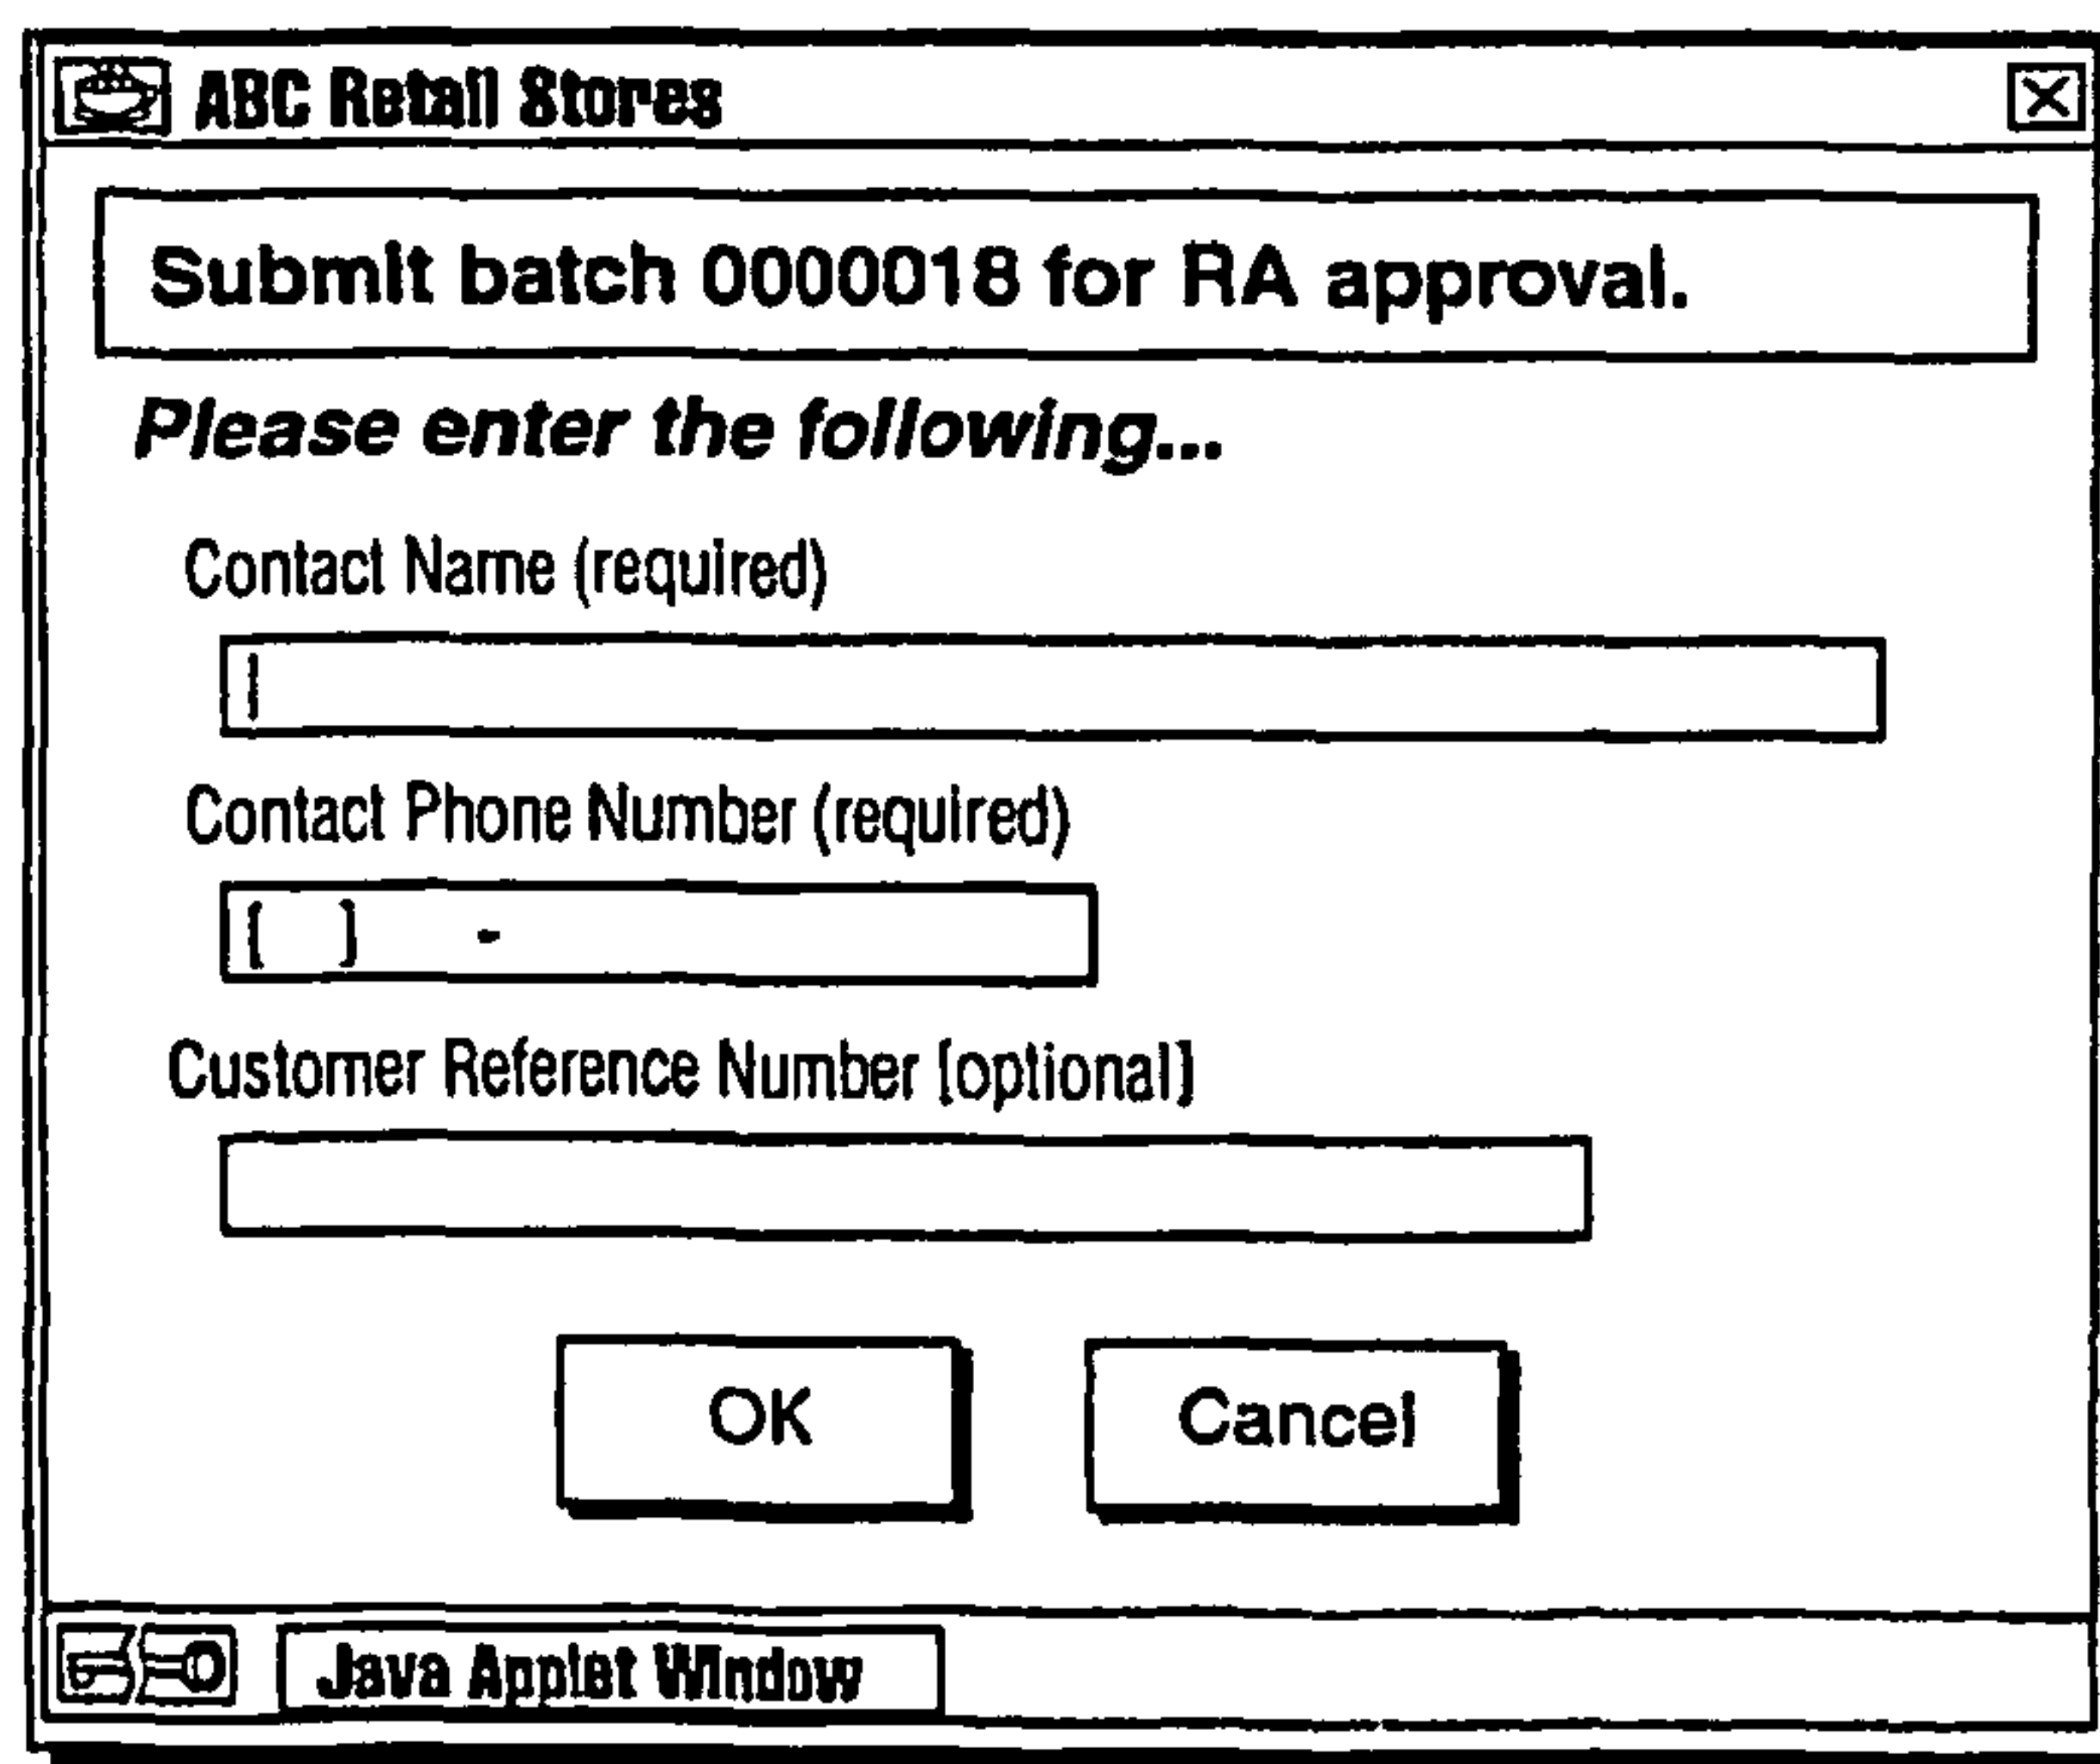 ABC Retail Stores
Submit batch 0000018 for RA approval.
Please enter the following...
Contact Name (required)
Contact Phone Number (required)
( ) -
Customer Reference Number [optional]
OK Cancel
Java Applet Window